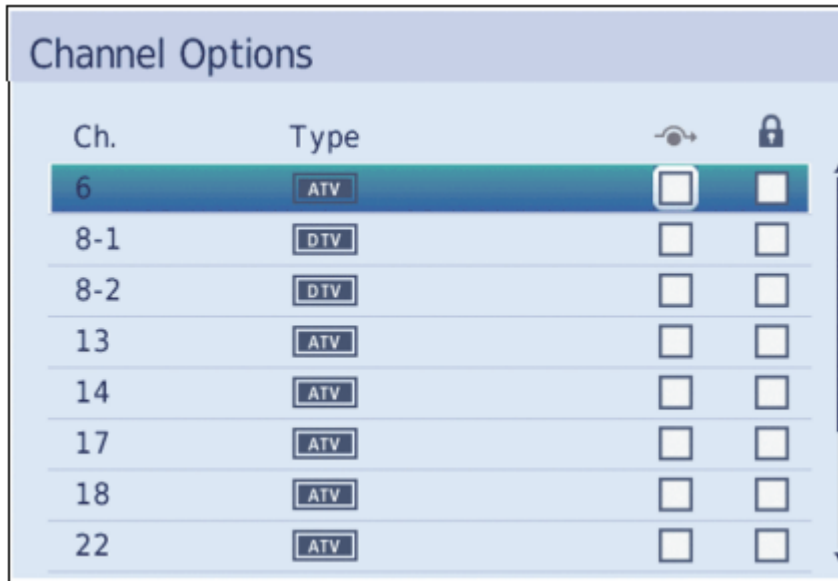 Channel Options
Ch. Type
6 ATV
8-1 DTV
8-2 DTV
13 ATV
14 ATV
17 ATV
18 ATV
22 ATV